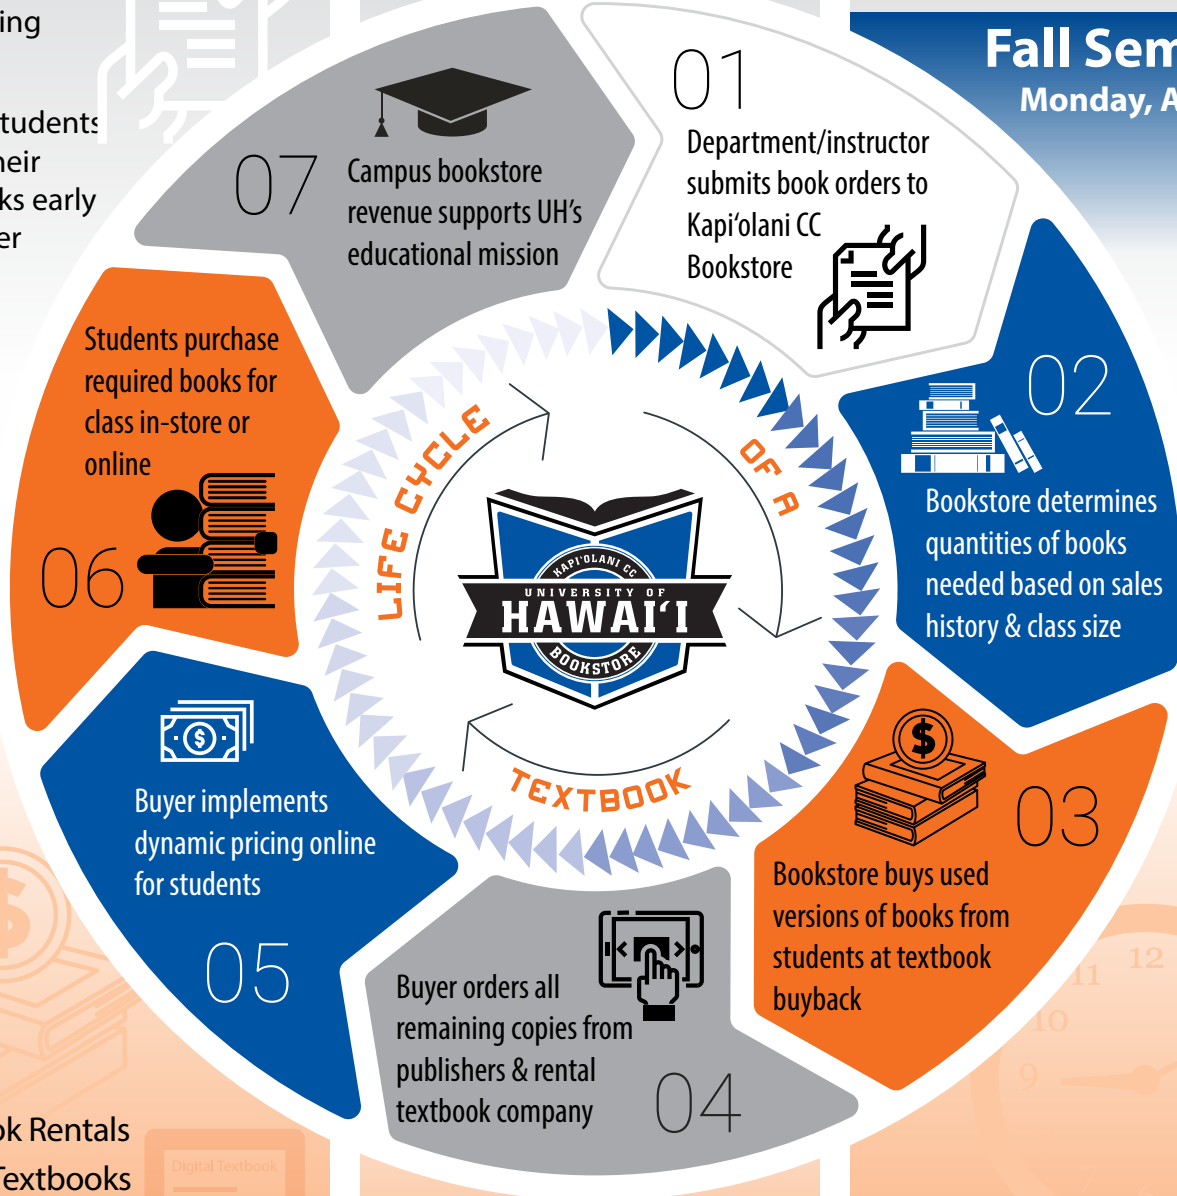 ing
tudents
heir
ks early
er
Fall Sem
Monday, A
01
Department/instructor
submits book orders to
Kapiʻolani CC
Bookstore
02
Bookstore determines
quantities of books
needed based on sales
history & class size
03
Bookstore buys used
versions of books from
students at textbook
buyback
04
Buyer orders all
remaining copies from
publishers & rental
textbook company
05
Buyer implements
dynamic pricing online
for students
06
Students purchase
required books for
class in-store or
online
07
Campus bookstore
revenue supports UH’s
educational mission
LIFE CYCLE
OF A
TEXTBOOK
KAPIʻOLANI CC
UNIVERSITY OF
HAWAIʻI
BOOKSTORE
ok Rentals
Textbooks
Digital Textbook
12
11
10
9
7